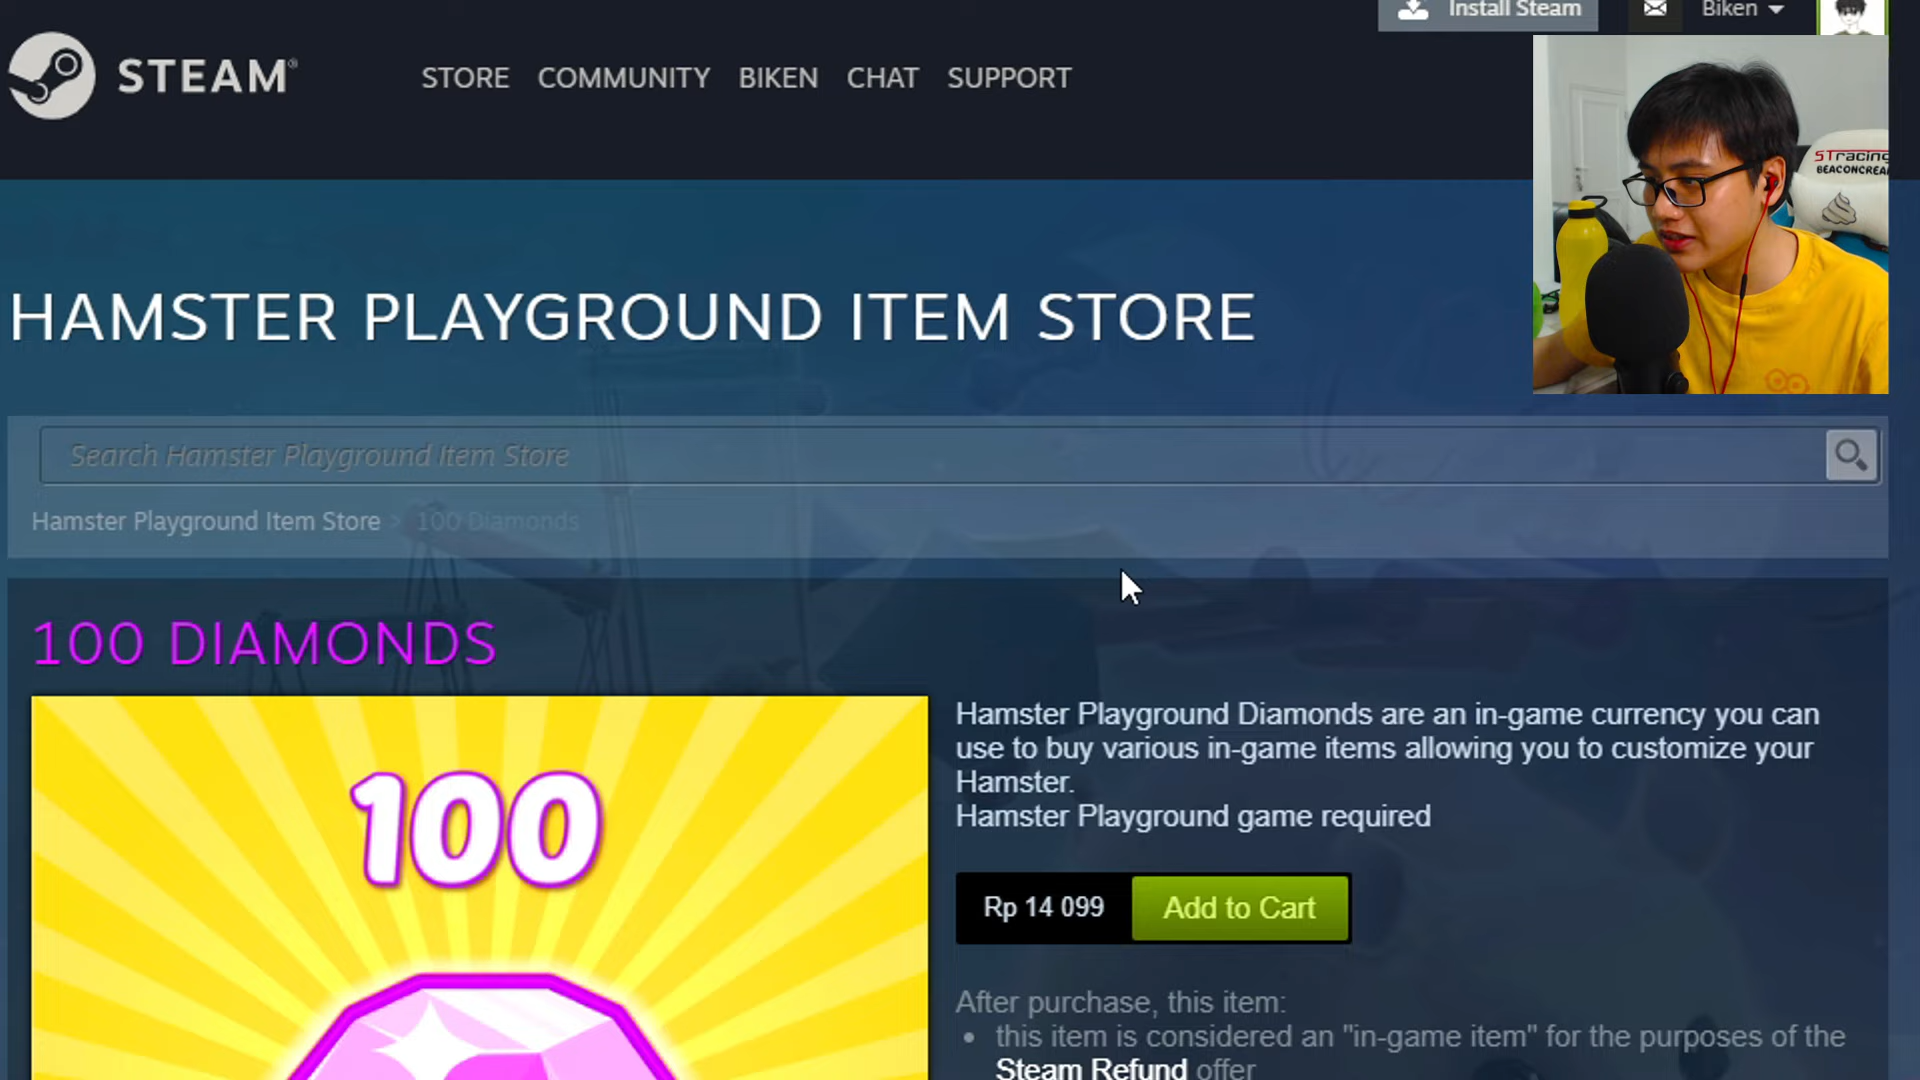 Install Steam
Biken
STEAM®
STORE COMMUNITY BIKEN CHAT SUPPORT
STracing
BEACONCREAM
HAMSTER PLAYGROUND ITEM STORE
Search Hamster Playground Item Store
Hamster Playground Item Store > 100 Diamonds
100 DIAMONDS
100
Hamster Playground Diamonds are an in-game currency you can
use to buy various in-game items allowing you to customize your
Hamster.
Hamster Playground game required
Rp 14 099
Add to Cart
After purchase, this item:
• this item is considered an "in-game item" for the purposes of the
Steam Refund offer